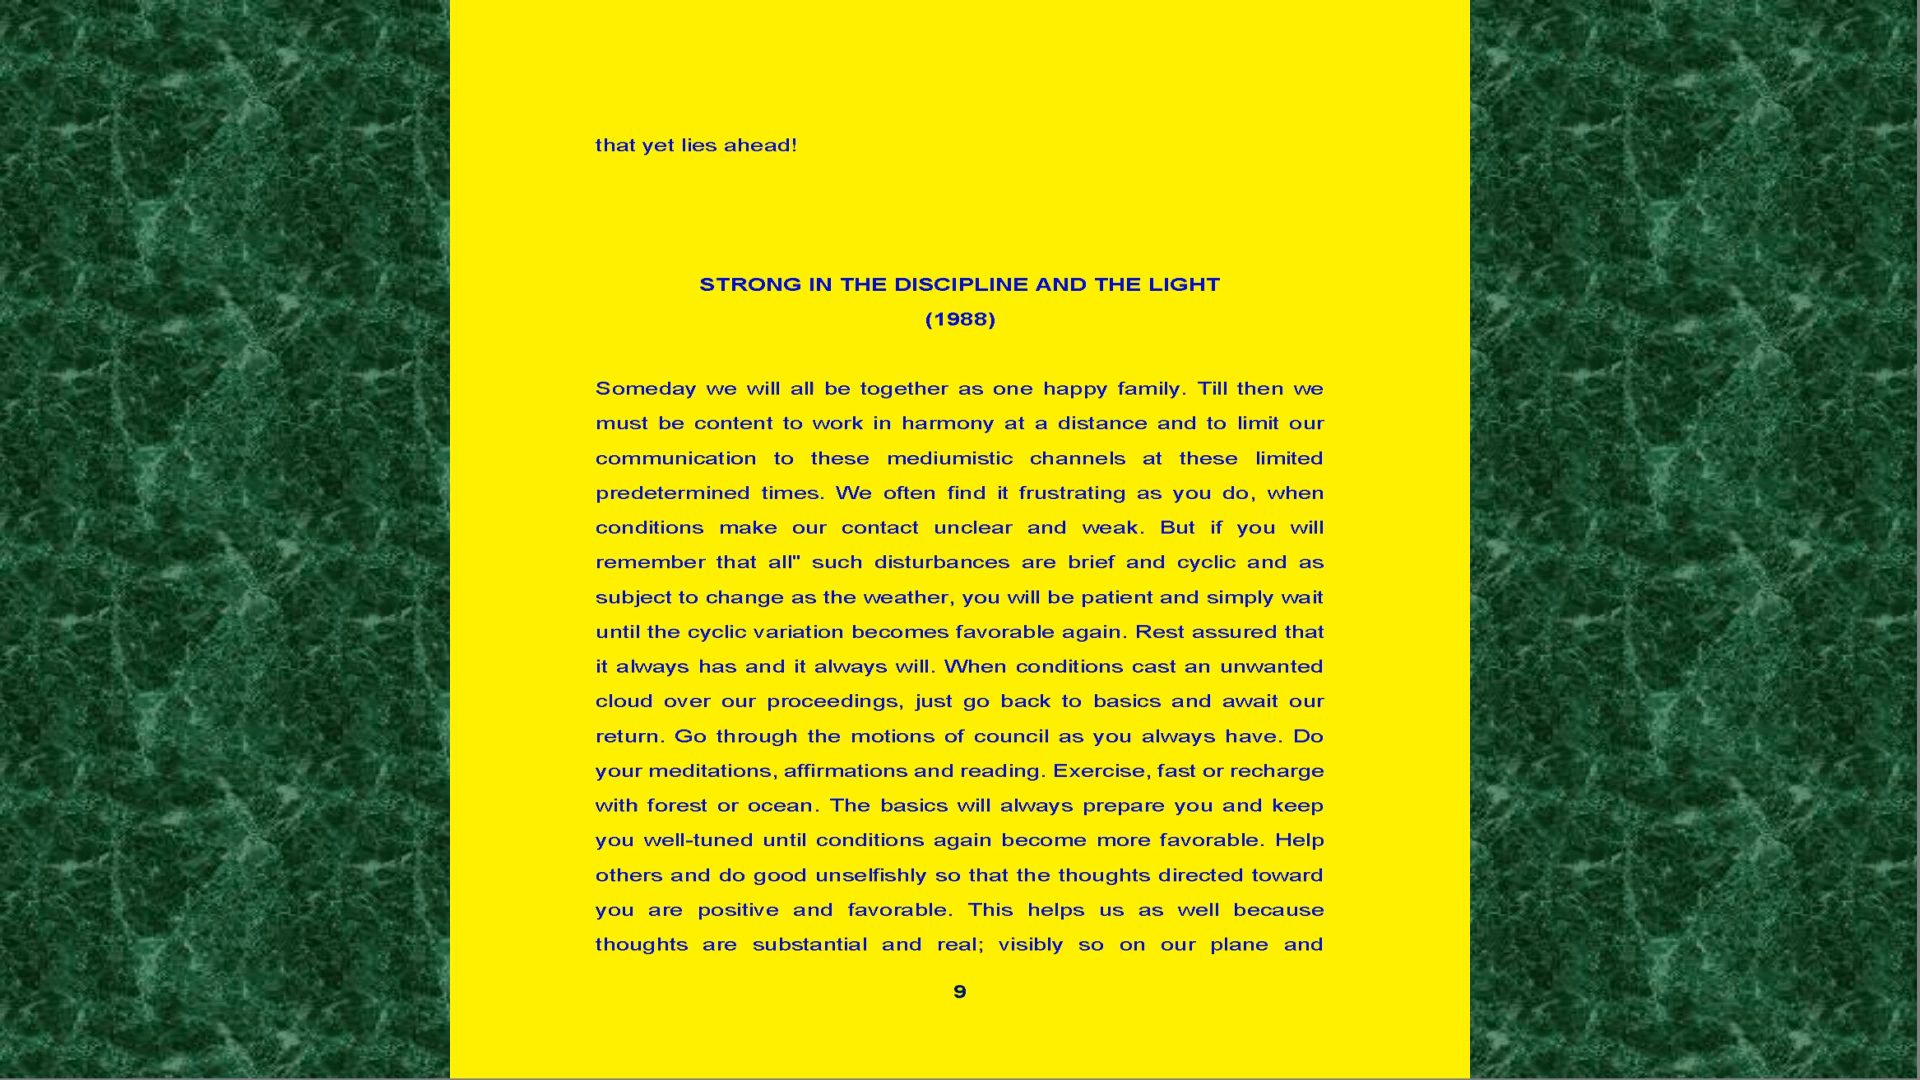 that yet lies ahead!
STRONG IN THE DISCIPLINE AND THE LIGHT
(1988)
Someday we will all be together as one happy family. Till then we
must be content to work in harmony at a distance and to limit our
communication to these mediumistic channels at these limited
predetermined times. We often find it frustrating as you do, when
conditions make our contact unclear and weak. But if you will
remember that all" such disturbances are brief and cyclic and as
subject to change as the weather, you will be patient and simply wait
until the cyclic variation becomes favorable again. Rest assured that
it always has and it always will. When conditions cast an unwanted
cloud over our proceedings, just go back to basics and await our
return. Go through the motions of council as you always have. Do
your meditations, affirmations and reading. Exercise, fast or recharge
with forest or ocean. The basics will always prepare you and keep
you well-tuned until conditions again become more favorable. Help
others and do good unselfishly so that the thoughts directed toward
you are positive and favorable. This helps us as well because
thoughts are substantial and real; visibly so on our plane and
9